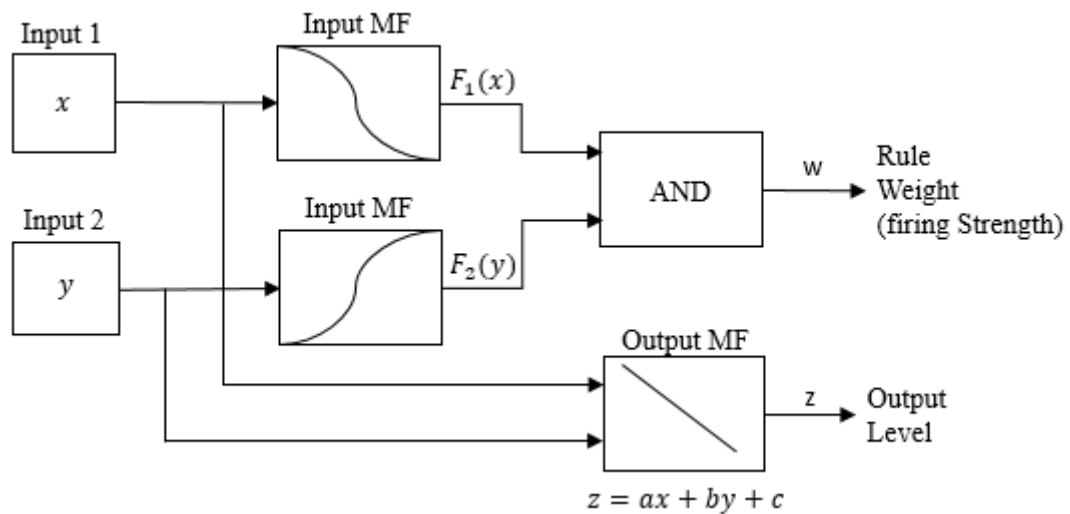 Input 1
x
Input MF
F₁(x)
Input 2
y
Input MF
F₂(y)
AND
w
Rule
Weight
(firing Strength)
Output MF
z
Output
Level
z = ax + by + c